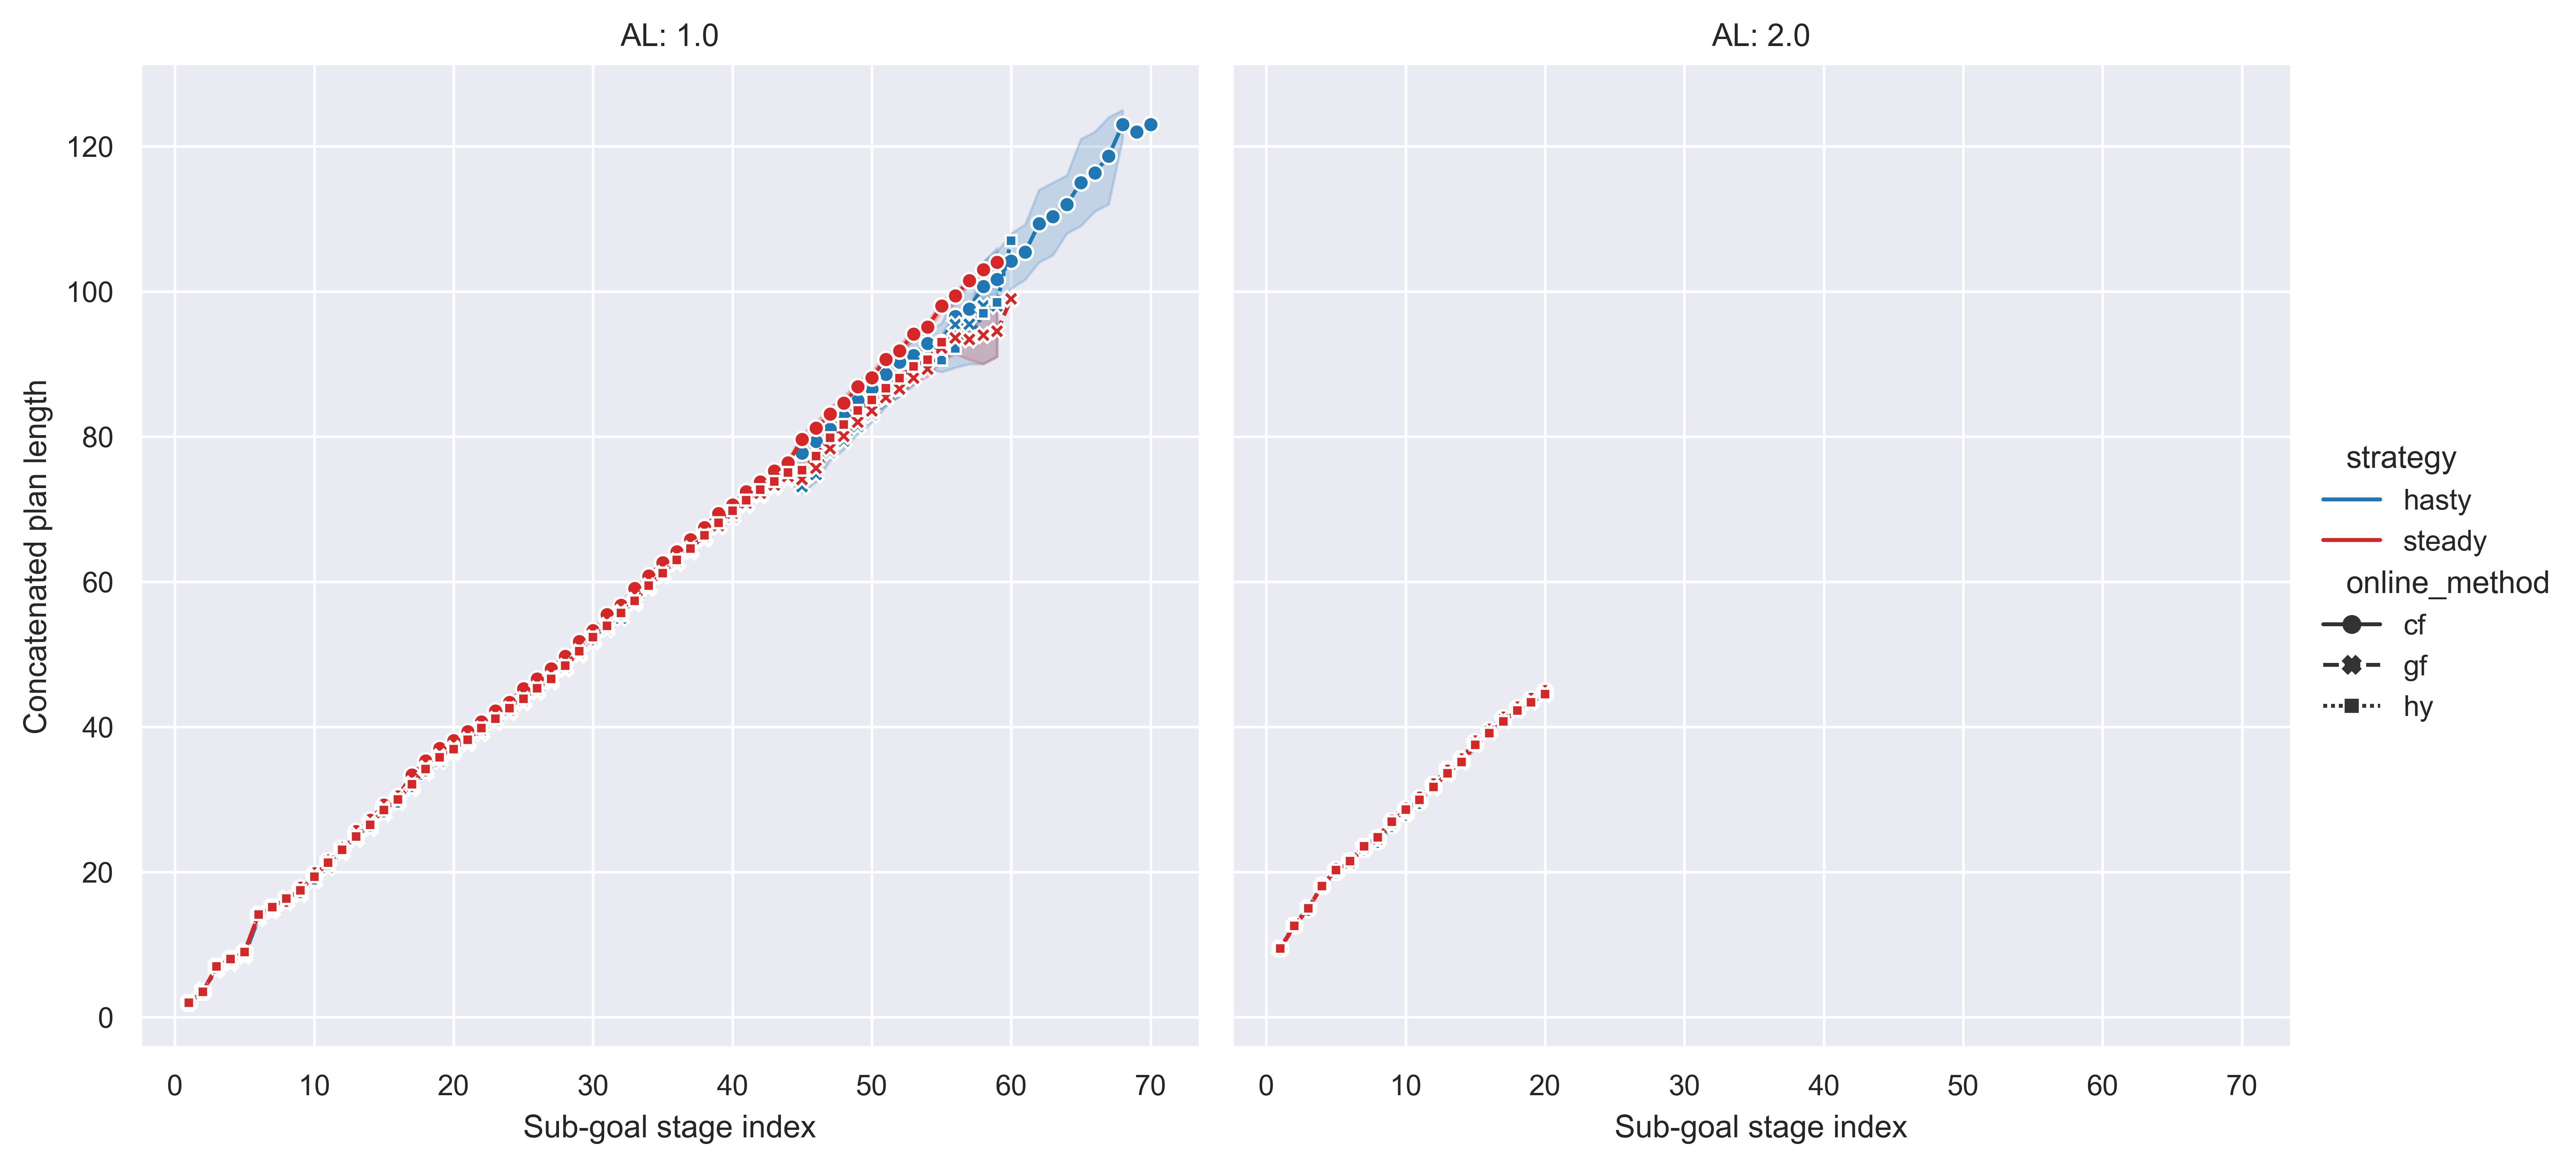 AL: 1.0
AL: 2.0
Concatenated plan length
120
100
80
60
40
20
0
0 10 20 30 40 50 60 70
0 10 20 30 40 50 60 70
Sub-goal stage index
Sub-goal stage index
strategy
hasty
steady
online_method
cf
gf
hy